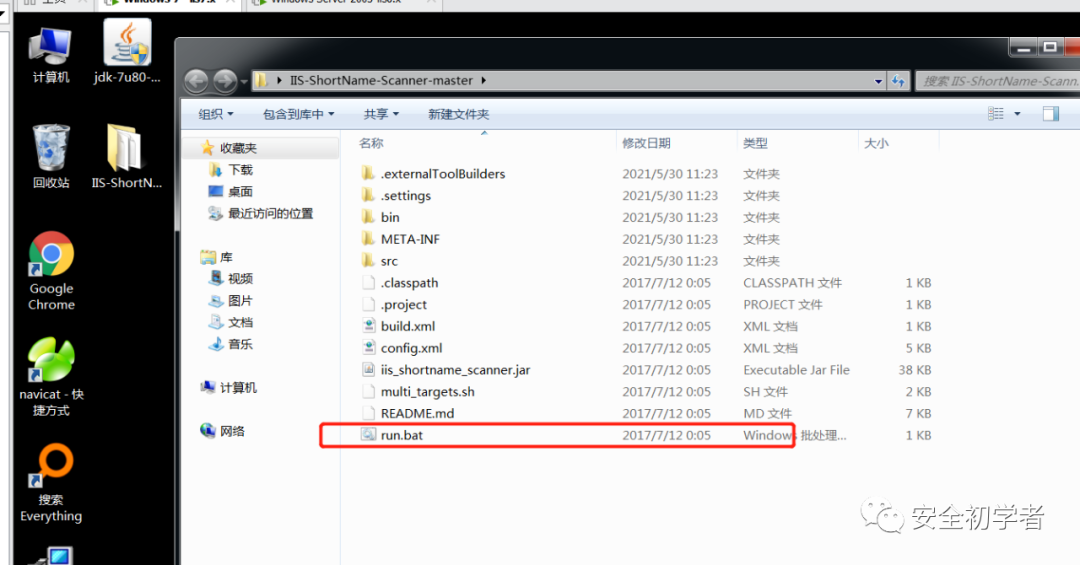 主页
Windows 7 - IIS7.x
Windows Server 2003 IIS6.x
计算机
jdk-7u80-...
回收站
IIS-ShortN...
Google
Chrome
navicat - 快
捷方式
搜索
Everything
IIS-ShortName-Scanner-master
搜索 IIS-ShortName-Scann
组织
包含到库中
共享
新建文件夹
收藏夹
下载
桌面
最近访问的位置
库
视频
图片
文档
音乐
计算机
网络
名称 修改日期 类型 大小
.externalToolBuilders 2021/5/30 11:23 文件夹
.settings 2021/5/30 11:23 文件夹
bin 2021/5/30 11:23 文件夹
META-INF 2021/5/30 11:23 文件夹
src 2021/5/30 11:23 文件夹
.classpath 2017/7/12 0:05 CLASSPATH 文件 1 KB
.project 2017/7/12 0:05 PROJECT 文件 1 KB
build.xml 2017/7/12 0:05 XML 文档 1 KB
config.xml 2017/7/12 0:05 XML 文档 5 KB
iis_shortname_scanner.jar 2017/7/12 0:05 Executable Jar File 38 KB
multi_targets.sh 2017/7/12 0:05 SH 文件 2 KB
README.md 2017/7/12 0:05 MD 文件 7 KB
run.bat 2017/7/12 0:05 Windows 批处理... 1 KB
安全初学者